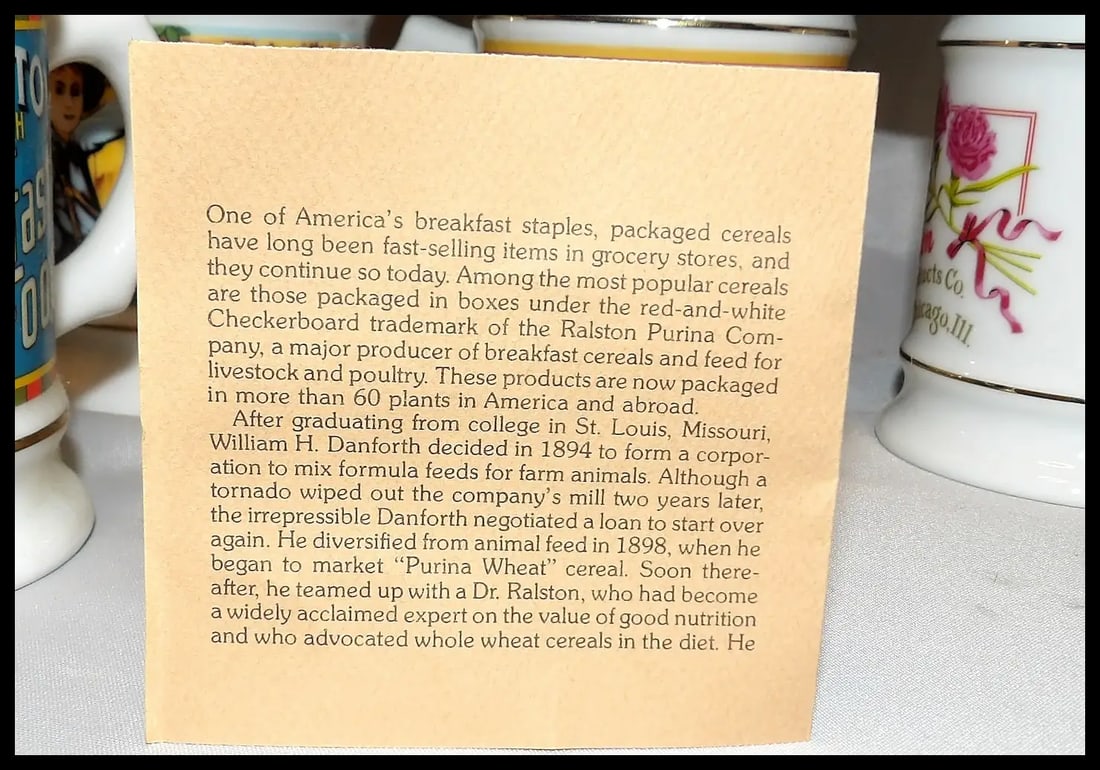 One of America's breakfast staples, packaged cereals
have long been fast-selling items in grocery stores, and
they continue so today. Among the most popular cereals
are those packaged in boxes under the red-and-white
Checkerboard trademark of the Ralston Purina Com-
pany, a major producer of breakfast cereals and feed for
livestock and poultry. These products are now packaged
in more than 60 plants in America and abroad.
After graduating from college in St. Louis, Missouri,
William H. Danforth decided in 1894 to form a corpor-
ation to mix formula feeds for farm animals. Although a
tornado wiped out the company's mill two years later,
the irrepressible Danforth negotiated a loan to start over
again. He diversified from animal feed in 1898, when he
began to market "Purina Wheat" cereal. Soon there-
after, he teamed up with a Dr. Ralston, who had become
a widely acclaimed expert on the value of good nutrition
and who advocated whole wheat cereals in the diet. He
Co.
Ill.